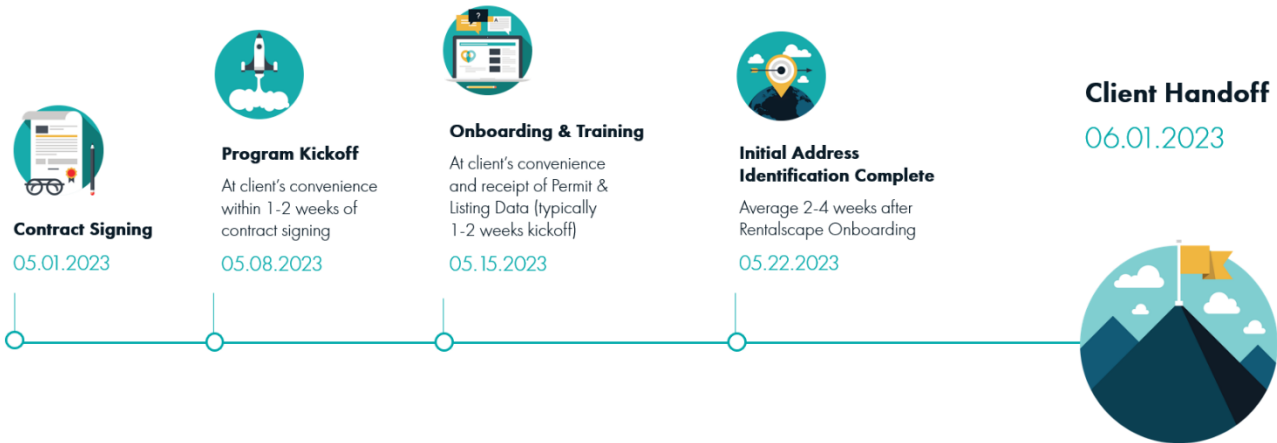 Contract Signing
05.01.2023
Program Kickoff
At client's convenience
within 1-2 weeks of
contract signing
05.08.2023
?
A
Onboarding & Training
At client's convenience
and receipt of Permit &
Listing Data (typically
1-2 weeks kickoff)
05.15.2023
Initial Address
Identification Complete
Average 2-4 weeks after
Rentalscape Onboarding
05.22.2023
Client Handoff
06.01.2023